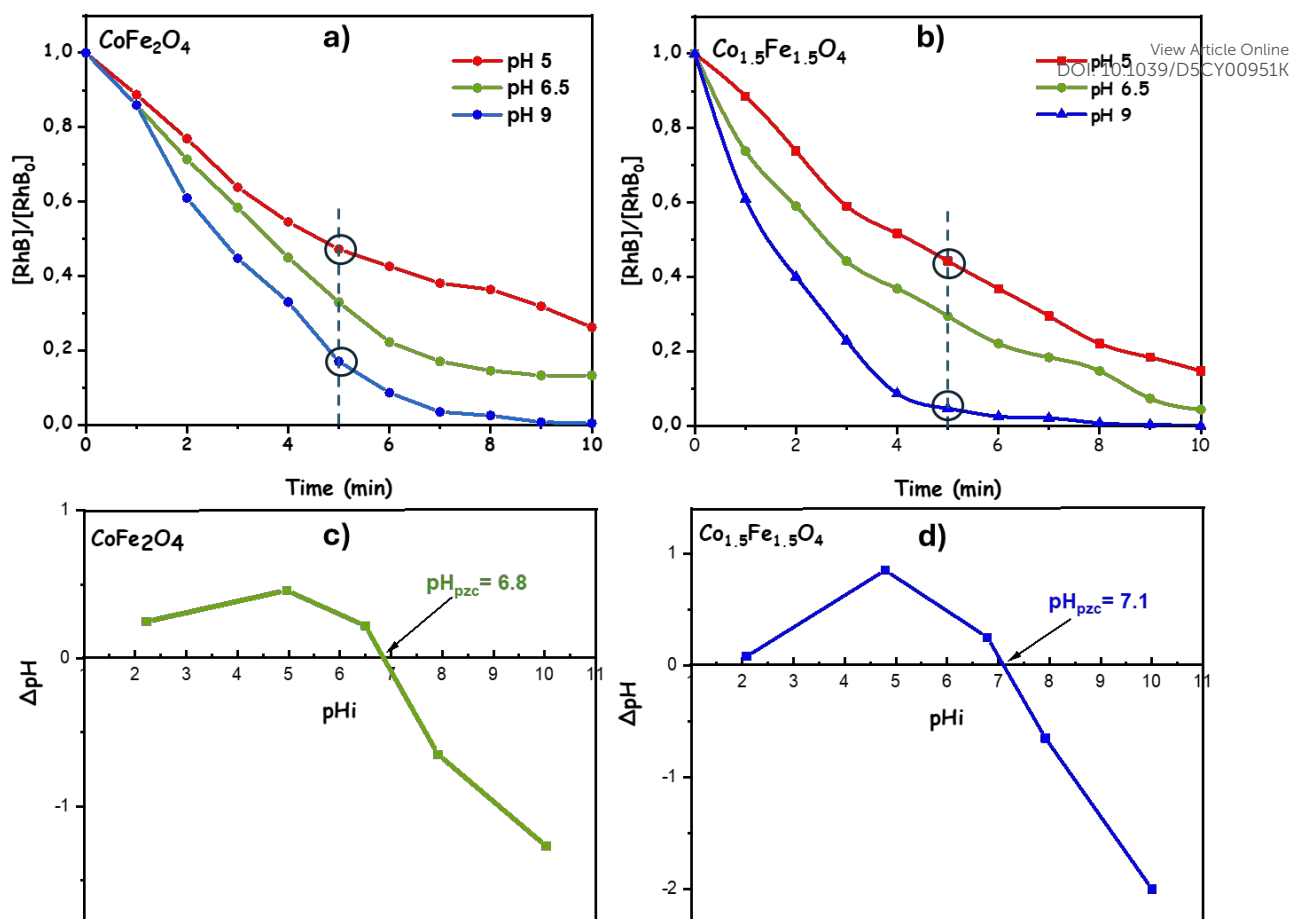 CoFe2O4
a)
pH 5
pH 6.5
pH 9
1,0
0,8
0,6
0,4
0,2
0,0
[RhB]/[RhB0]
0 2 4 6 8 10
Time (min)
Co1.5Fe1.5O4
b)
View Article Online
DOI: 10.1039/D5CY00951K
pH 5
pH 6.5
pH 9
1,0
0,8
0,6
0,4
0,2
0,0
[RhB]/[RhB0]
0 2 4 6 8 10
Time (min)
CoFe2O4
c)
pHpzc= 6.8
1
0
-1
ΔpH
2 3 4 5 6 7 8 9 10 11
pHi
Co1.5Fe1.5O4
d)
pHpzc= 7.1
1
0
-1
-2
ΔpH
2 3 4 5 6 7 8 9 10 11
pHi